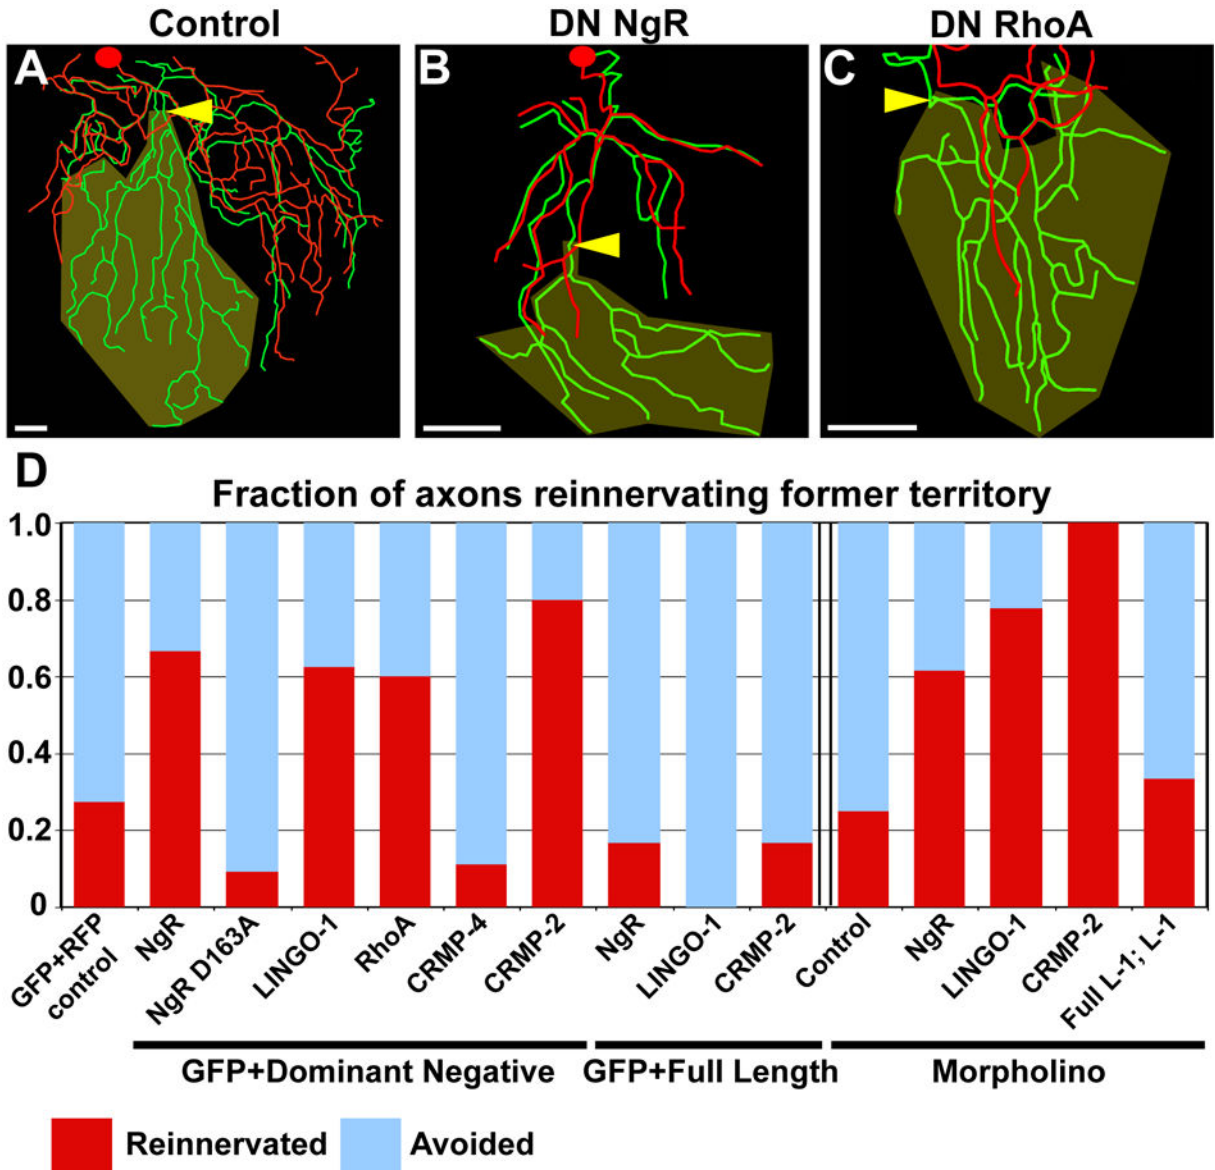 Control DN NgR DN RhoA
A B C
D
Fraction of axons reinnervating former territory
1.0
0.8
0.6
0.4
0.2
0
GFP+RFP control
NgR
NgR D163A
LINGO-1
RhoA
CRMP-4
CRMP-2
NgR
LINGO-1
CRMP-2
Control
NgR
LINGO-1
CRMP-2
Full L-1; L-1
GFP+Dominant Negative GFP+Full Length Morpholino
Reinnervated Avoided